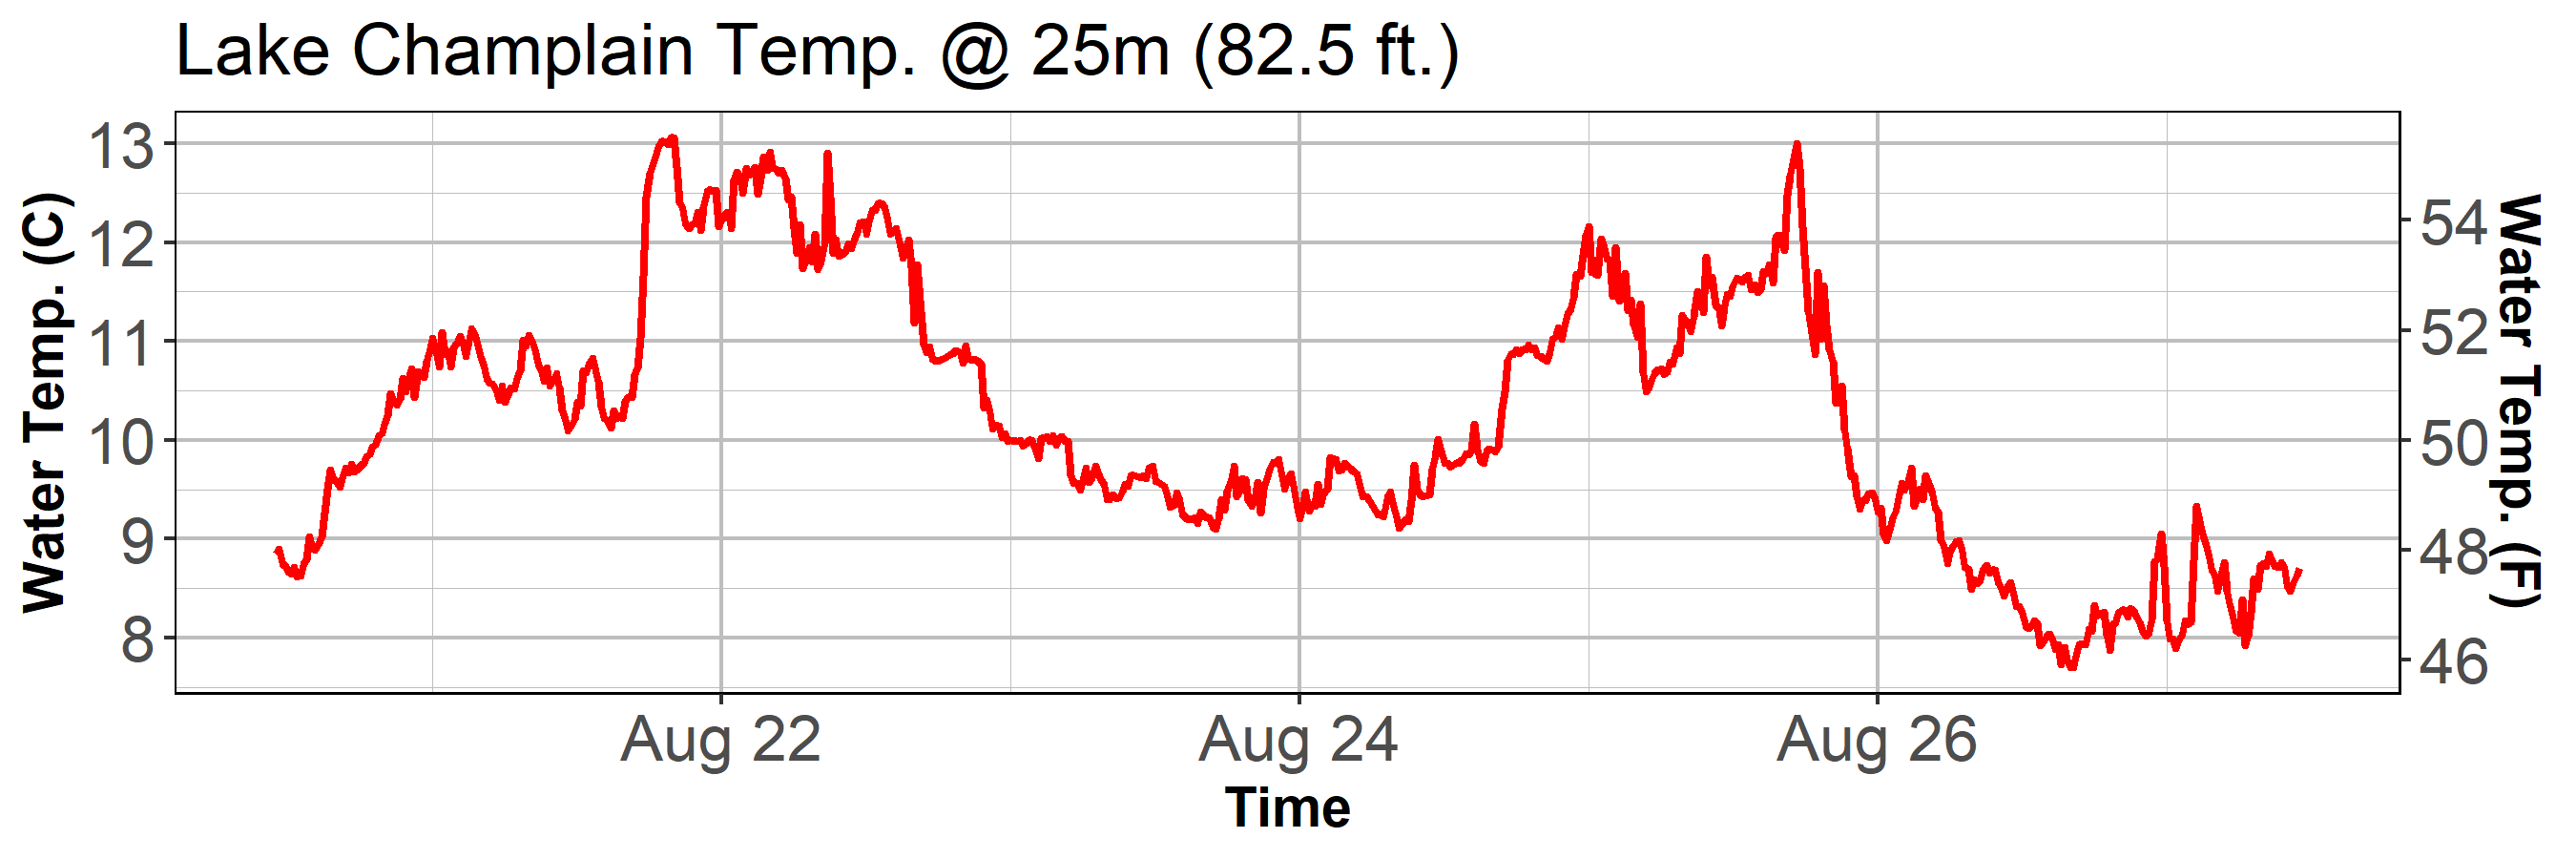 Lake Champlain Temp. @ 25m (82.5 ft.)
Water Temp. (C)
13
12
11
10
9
8
54
52
50
48
46
Water Temp. (F)
Aug 22 Aug 24 Aug 26
Time